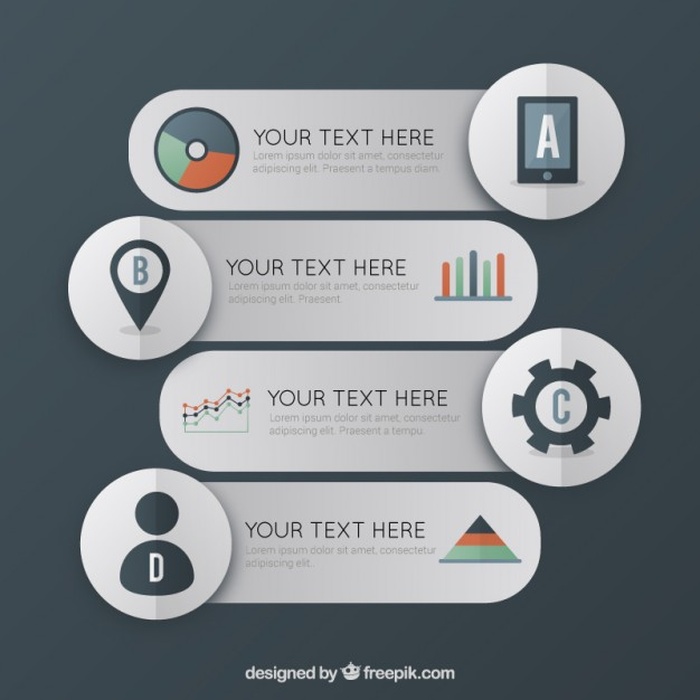 YOUR TEXT HERE
Lorem ipsum dolor sit amet, consectetur
adipiscing elit. Praesent a tempus diam.
A
B
YOUR TEXT HERE
Lorem ipsum dolor sit amet, consectetur
adipiscing elit. Praesent.
YOUR TEXT HERE
Lorem ipsum dolor sit amet, consectetur
adipiscing elit. Praesent a tempu
C
D
YOUR TEXT HERE
Lorem ipsum dolor sit amet, consectetur
adipiscing elit..
designed by freepik.com